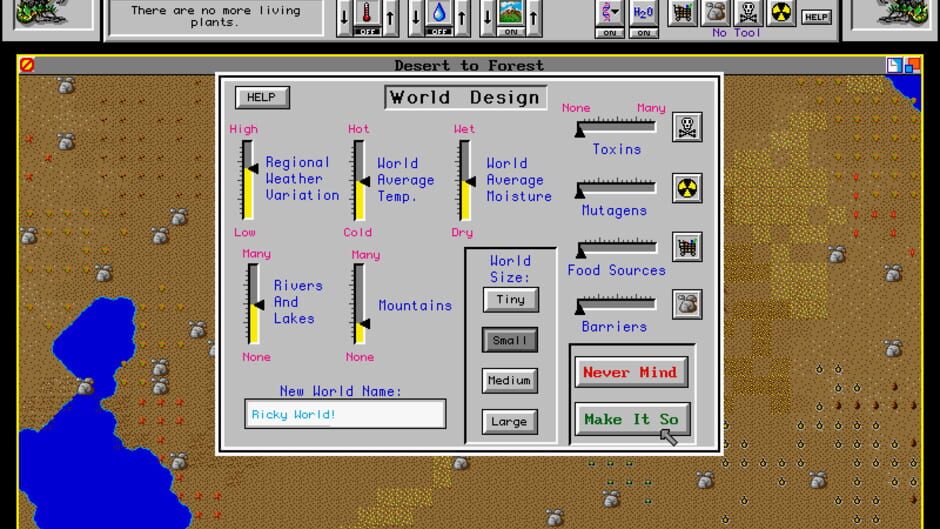 There are no more living
plants.
OFF
OFF
ON
ON
H₂O
ON
HELP
No Tool
Desert to Forest
HELP
World Design
None
Many
Toxins
High
Regional
Weather
Variation
Low
Hot
World
Average
Temp.
Cold
Wet
World
Average
Moisture
Dry
Mutagens
Many
Rivers
And
Lakes
None
Many
Mountains
None
World
Size:
Tiny
Small
Medium
Large
Food Sources
Barriers
New World Name:
Ricky World!
Never Mind
Make It So